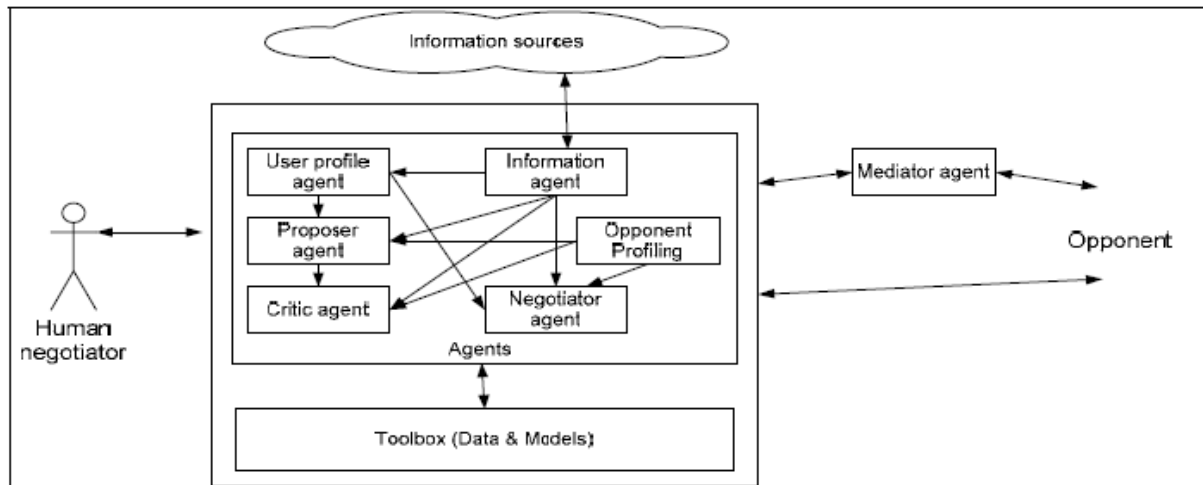 Information sources
User profile
agent
Information
agent
Mediator agent
Proposer
agent
Opponent
Profiling
Opponent
Critic agent
Negotiator
agent
Human
negotiator
Agents
Toolbox (Data & Models)